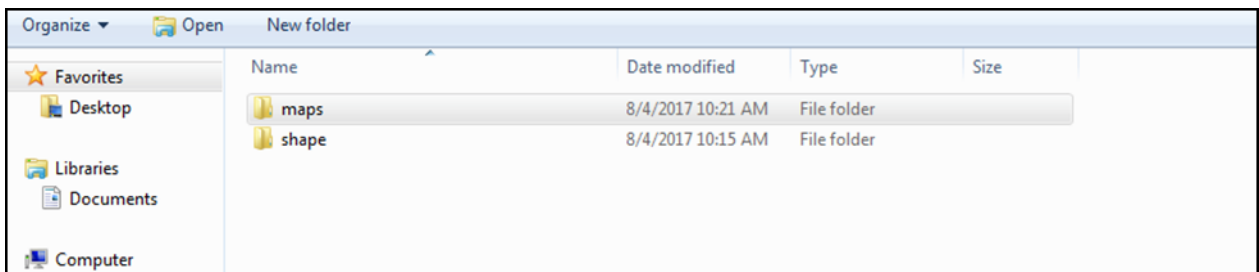 Organize Open New folder
Name Date modified Type Size
Favorites
Desktop
Libraries
Documents
Computer
maps 8/4/2017 10:21 AM File folder
shape 8/4/2017 10:15 AM File folder